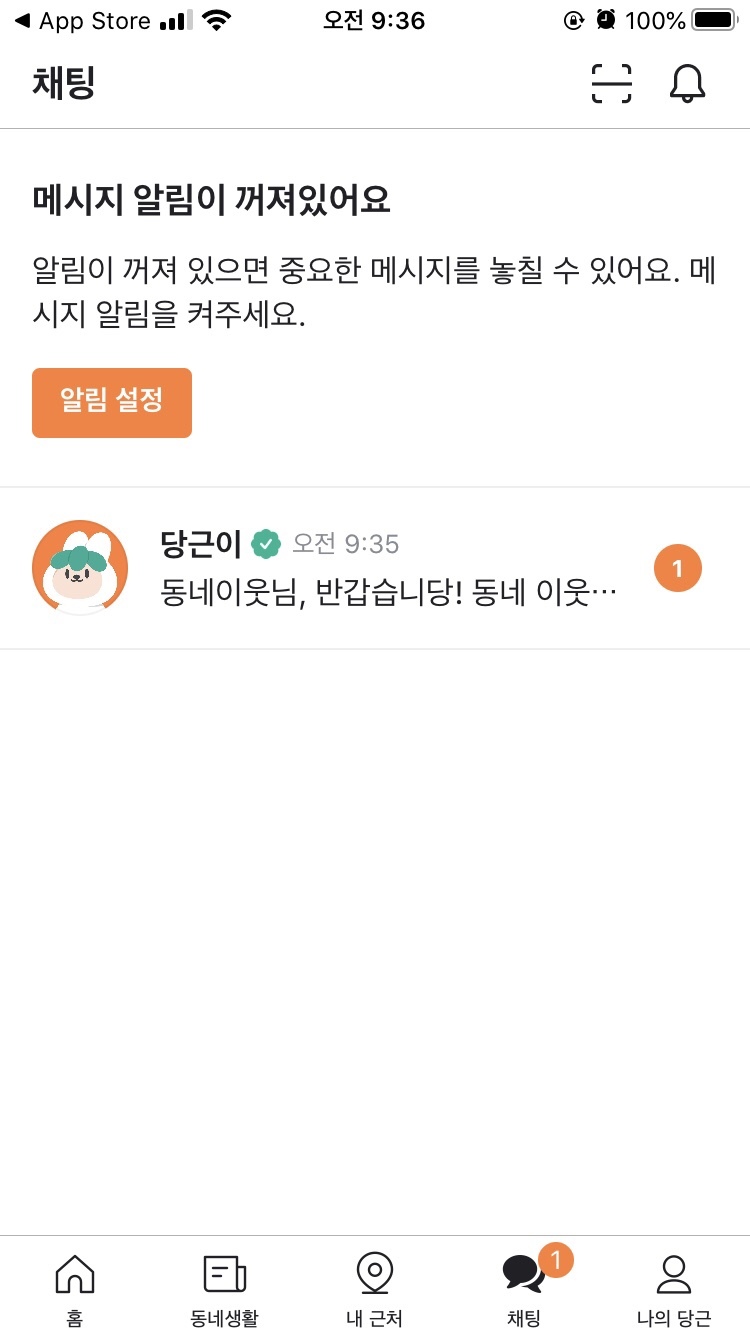 ◀ App Store 오전 9:36 100%
채팅
메시지 알림이 꺼져있어요
알림이 꺼져 있으면 중요한 메시지를 놓칠 수 있어요. 메
시지 알림을 켜주세요.
알림 설정
당근이 오전 9:35
동네이웃님, 반갑습니당! 동네 이웃…
1
1
홈 동네생활 내 근처 채팅 나의 당근